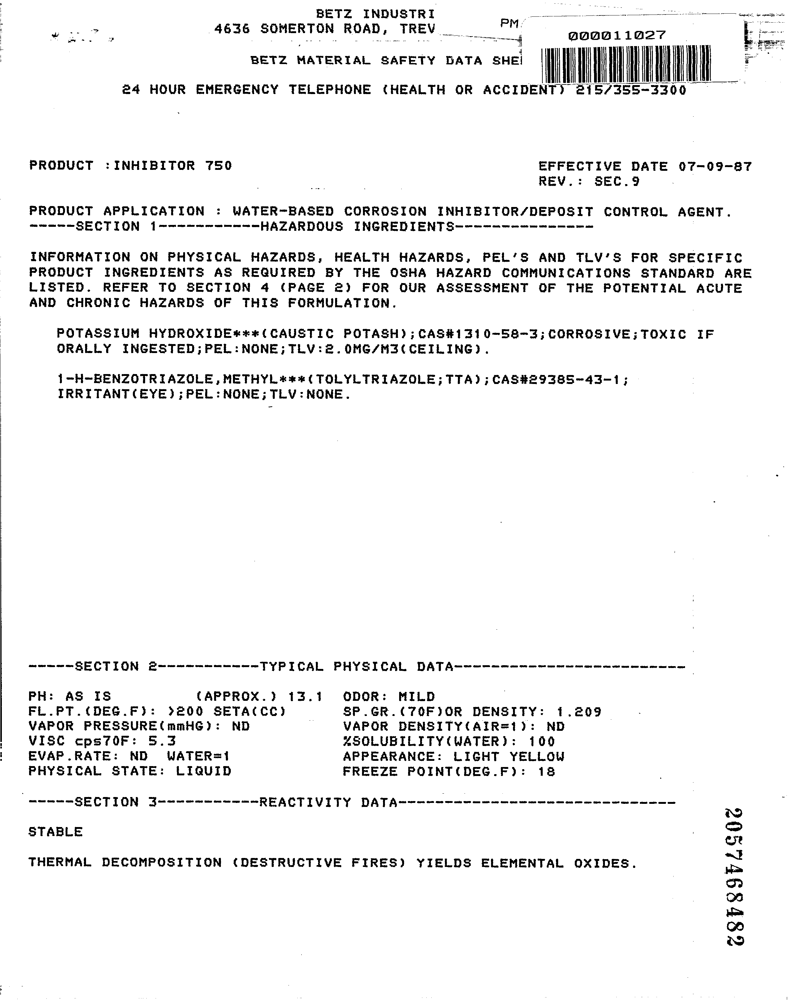 BETZ INDUSTRI
4636 SOMERTON ROAD, TREV
PM
000011027
BETZ MATERIAL SAFETY DATA SHE
24 HOUR EMERGENCY TELEPHONE (HEALTH OR ACCIDENT) 215/355-3300
PRODUCT :INHIBITOR 750
EFFECTIVE DATE 07-09-87
REV.: SEC.9
PRODUCT APPLICATION : WATER-BASED CORROSION INHIBITOR/DEPOSIT CONTROL AGENT.
-----SECTION 1-----------HAZARDOUS INGREDIENTS---------------
INFORMATION ON PHYSICAL HAZARDS, HEALTH HAZARDS, PEL'S AND TLV'S FOR SPECIFIC
PRODUCT INGREDIENTS AS REQUIRED BY THE OSHA HAZARD COMMUNICATIONS STANDARD ARE
LISTED. REFER TO SECTION 4 (PAGE 2) FOR OUR ASSESSMENT OF THE POTENTIAL ACUTE
AND CHRONIC HAZARDS OF THIS FORMULATION.
POTASSIUM HYDROXIDE***(CAUSTIC POTASH);CAS#1310-58-3;CORROSIVE;TOXIC IF
ORALLY INGESTED;PEL:NONE;TLV:2.0MG/M3(CEILING).
1-H-BENZOTRIAZOLE,METHYL***(TOLYLTRIAZOLE;TTA);CAS#29385-43-1;
IRRITANT(EYE);PEL:NONE;TLV:NONE.
-----SECTION 2-----------TYPICAL PHYSICAL DATA-------------------------
PH: AS IS (APPROX.) 13.1 ODOR: MILD
FL.PT.(DEG.F): >200 SETA(CC) SP.GR.(70F)OR DENSITY: 1.209
VAPOR PRESSURE(mmHG): ND VAPOR DENSITY(AIR=1): ND
VISC cps70F: 5.3 %SOLUBILITY(WATER): 100
EVAP.RATE: ND WATER=1 APPEARANCE: LIGHT YELLOW
PHYSICAL STATE: LIQUID FREEZE POINT(DEG.F): 18
-----SECTION 3-----------REACTIVITY DATA------------------------------
STABLE
THERMAL DECOMPOSITION (DESTRUCTIVE FIRES) YIELDS ELEMENTAL OXIDES.
2057468482